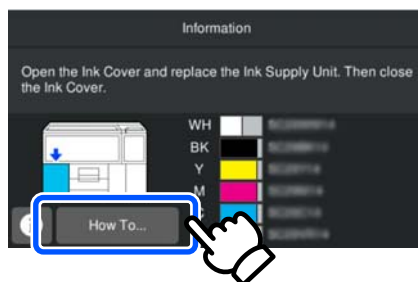 Information
Open the Ink Cover and replace the Ink Supply Unit. Then close
the Ink Cover.
WH
BK
Y
M
C
How To...